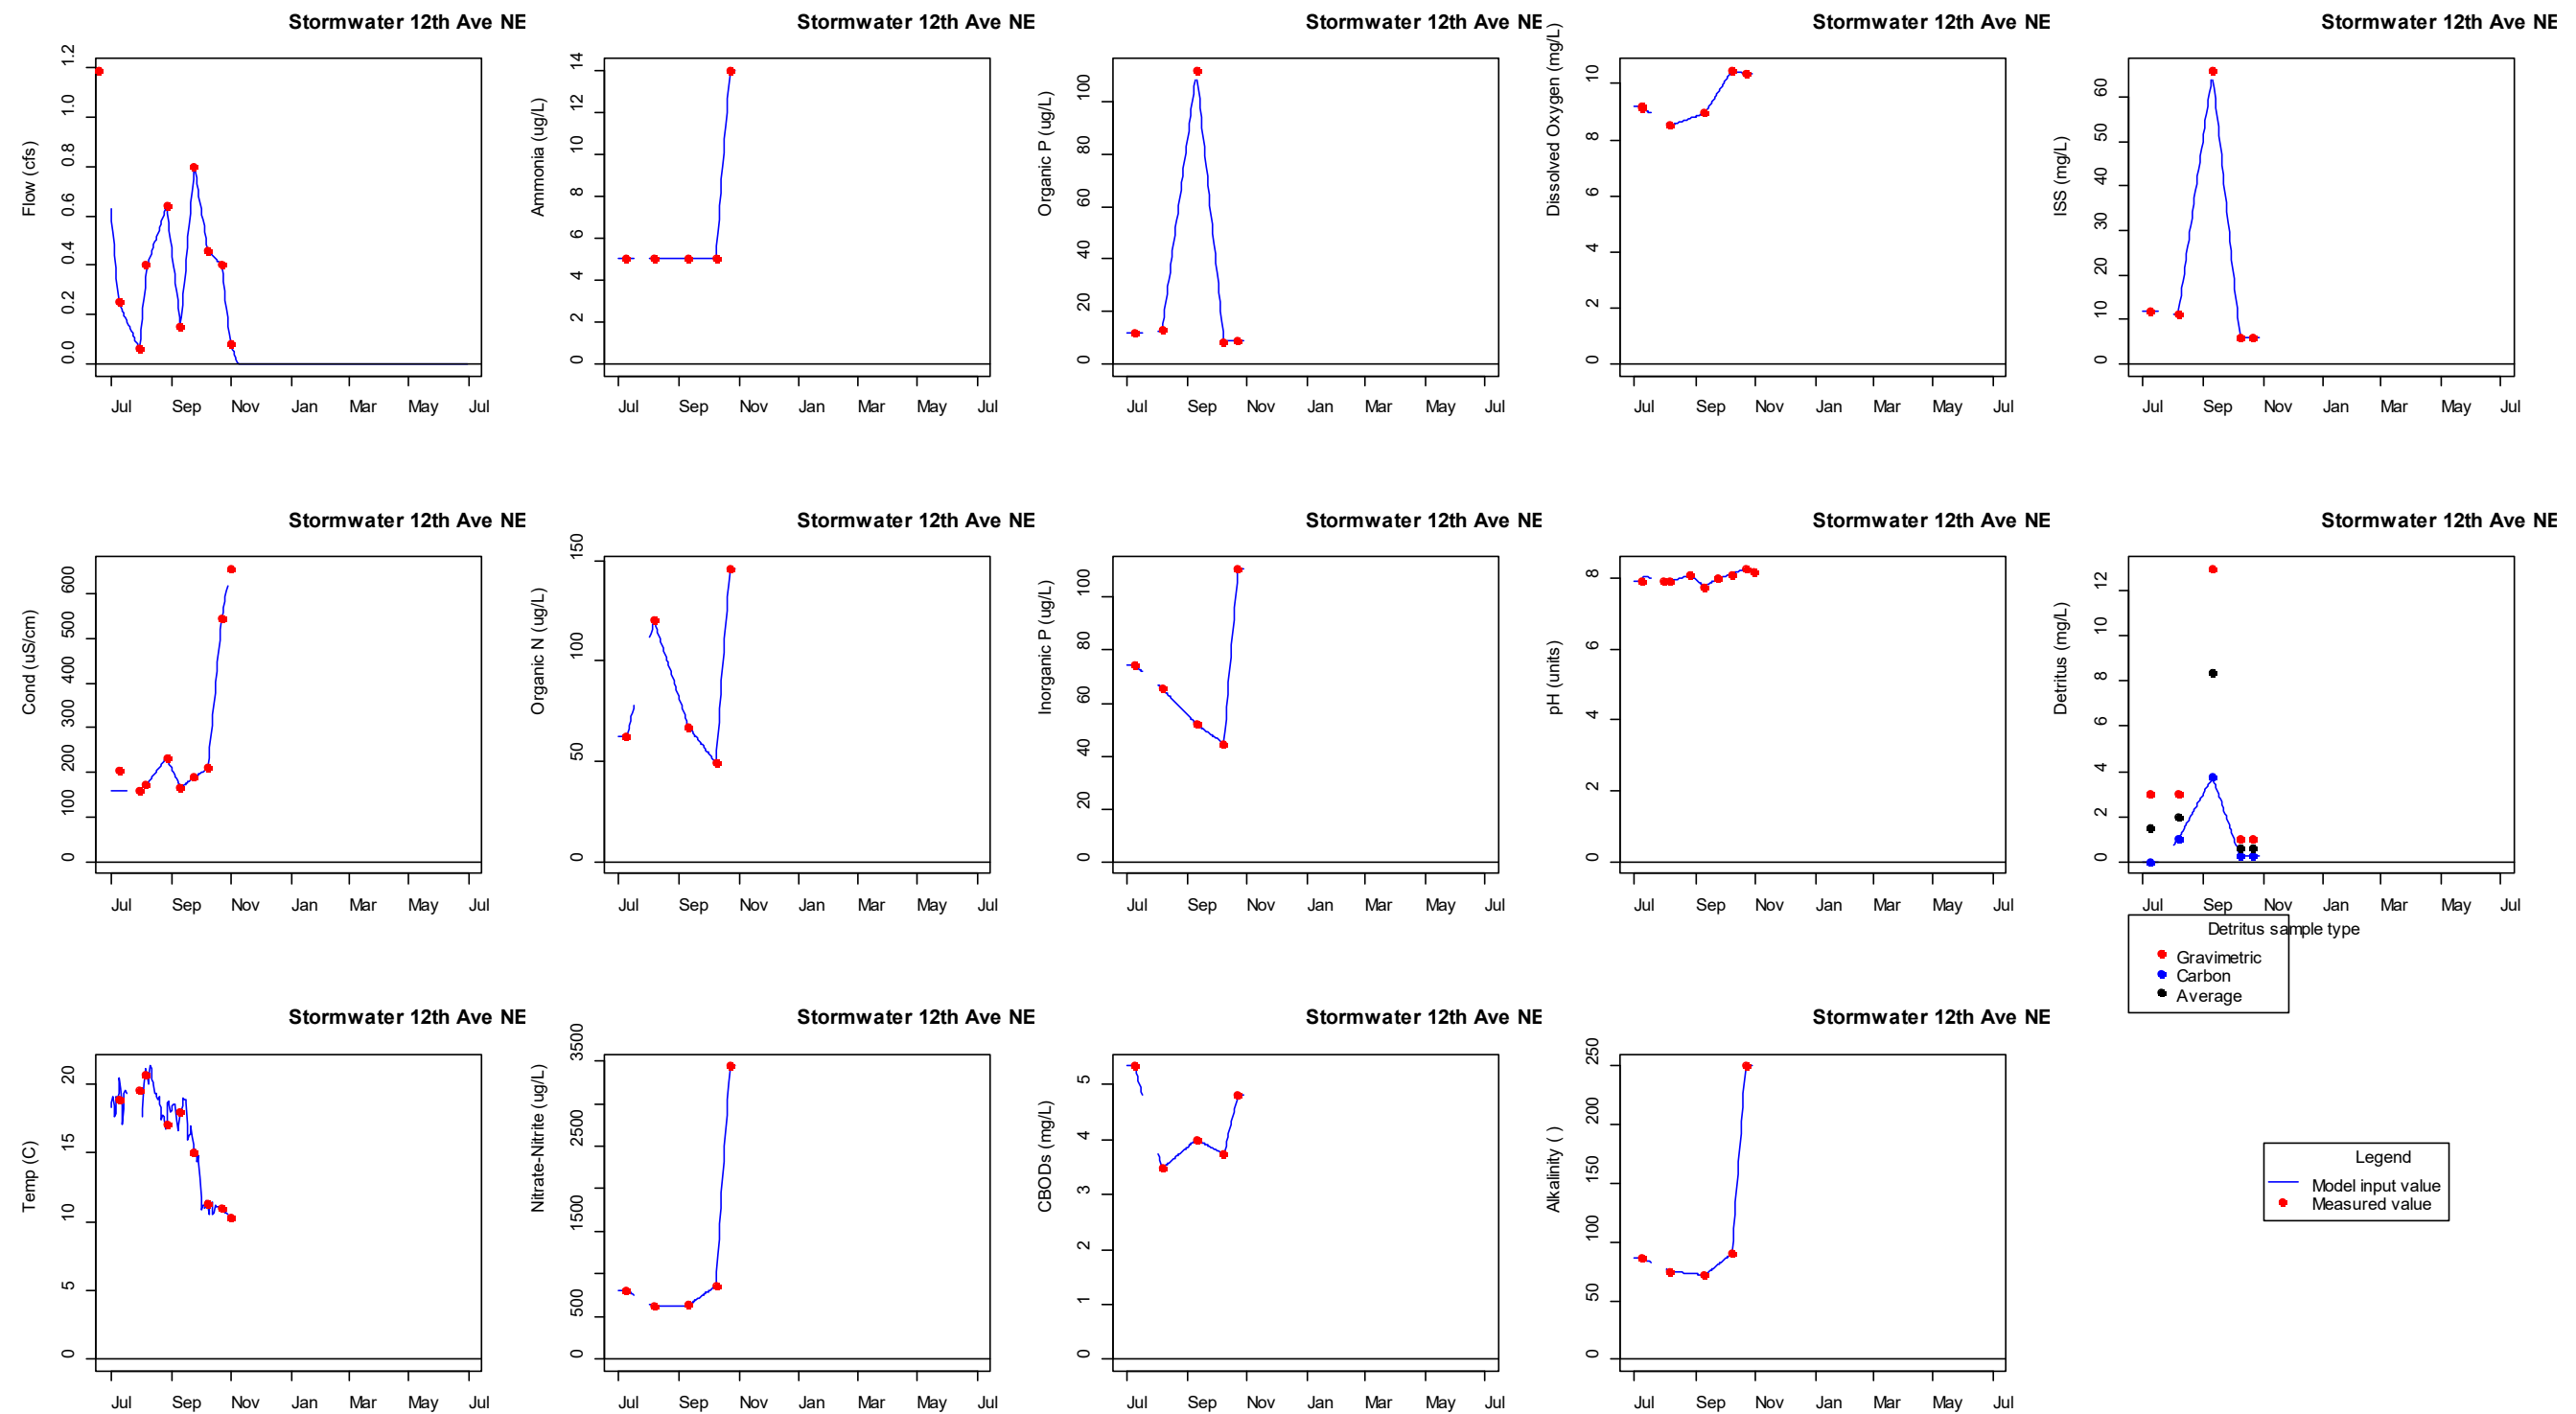 Stormwater 12th Ave NE
Flow (cfs)
0.0 0.2 0.4 0.6 0.8 1.0 1.2
Jul Sep Nov Jan Mar May Jul
Stormwater 12th Ave NE
Ammonia (ug/L)
0 2 4 6 8 10 12 14
Jul Sep Nov Jan Mar May Jul
Stormwater 12th Ave NE
Organic P (ug/L)
0 20 40 60 80 100
Jul Sep Nov Jan Mar May Jul
Stormwater 12th Ave NE
Dissolved Oxygen (mg/L)
0 2 4 6 8 10
Jul Sep Nov Jan Mar May Jul
Stormwater 12th Ave NE
ISS (mg/L)
0 10 20 30 40 50 60
Jul Sep Nov Jan Mar May Jul
Stormwater 12th Ave NE
Cond (uS/cm)
0 100 200 300 400 500 600
Jul Sep Nov Jan Mar May Jul
Stormwater 12th Ave NE
Organic N (ug/L)
0 50 100 150
Jul Sep Nov Jan Mar May Jul
Stormwater 12th Ave NE
Inorganic P (ug/L)
0 20 40 60 80 100
Jul Sep Nov Jan Mar May Jul
Stormwater 12th Ave NE
pH (units)
0 2 4 6 8
Jul Sep Nov Jan Mar May Jul
Stormwater 12th Ave NE
Detritus (mg/L)
0 2 4 6 8 10 12
Jul Sep Nov Jan Mar May Jul
Detritus sample type
Gravimetric
Carbon
Average
Stormwater 12th Ave NE
Temp (C)
0 5 10 15 20
Jul Sep Nov Jan Mar May Jul
Stormwater 12th Ave NE
Nitrate-Nitrite (ug/L)
0 500 1500 2500 3500
Jul Sep Nov Jan Mar May Jul
Stormwater 12th Ave NE
CBODs (mg/L)
0 1 2 3 4 5
Jul Sep Nov Jan Mar May Jul
Stormwater 12th Ave NE
Alkalinity ( )
0 50 100 150 200 250
Jul Sep Nov Jan Mar May Jul
Legend
Model input value
Measured value